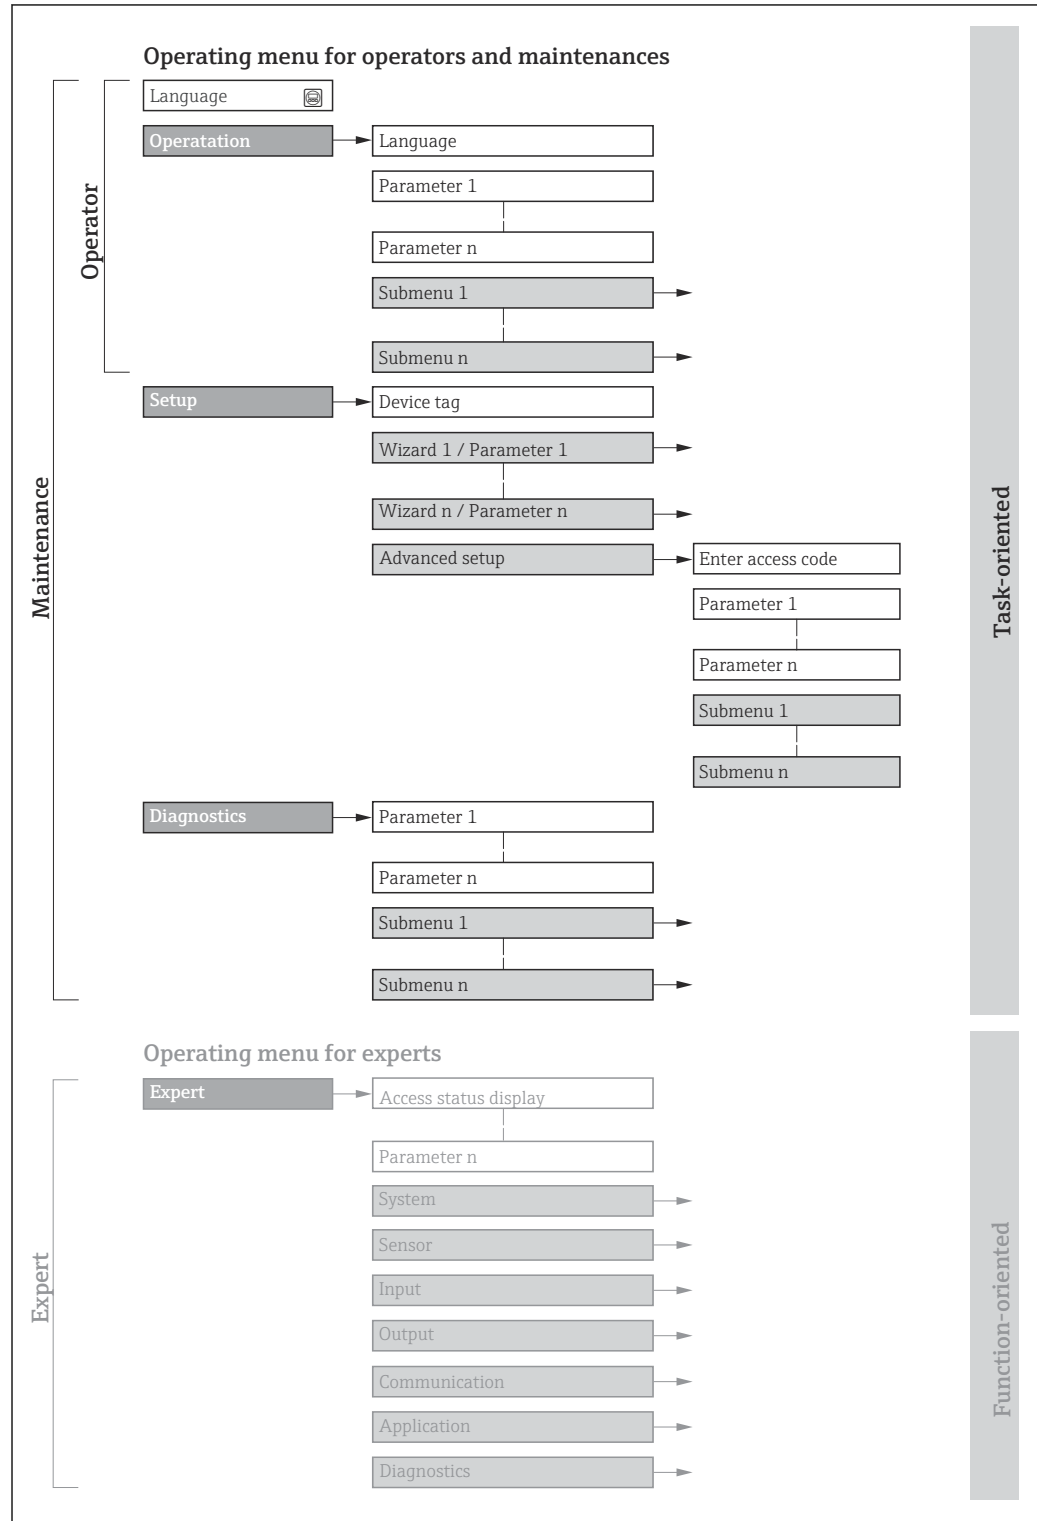 Operating menu for operators and maintenances
Language
Operatation
Language
Parameter 1
Parameter n
Submenu 1
Submenu n
Operator
Setup
Device tag
Wizard 1 / Parameter 1
Wizard n / Parameter n
Advanced setup
Enter access code
Parameter 1
Parameter n
Submenu 1
Submenu n
Maintenance
Task-oriented
Diagnostics
Parameter 1
Parameter n
Submenu 1
Submenu n
Operating menu for experts
Expert
Access status display
Parameter n
System
Sensor
Input
Output
Communication
Application
Diagnostics
Expert
Function-oriented